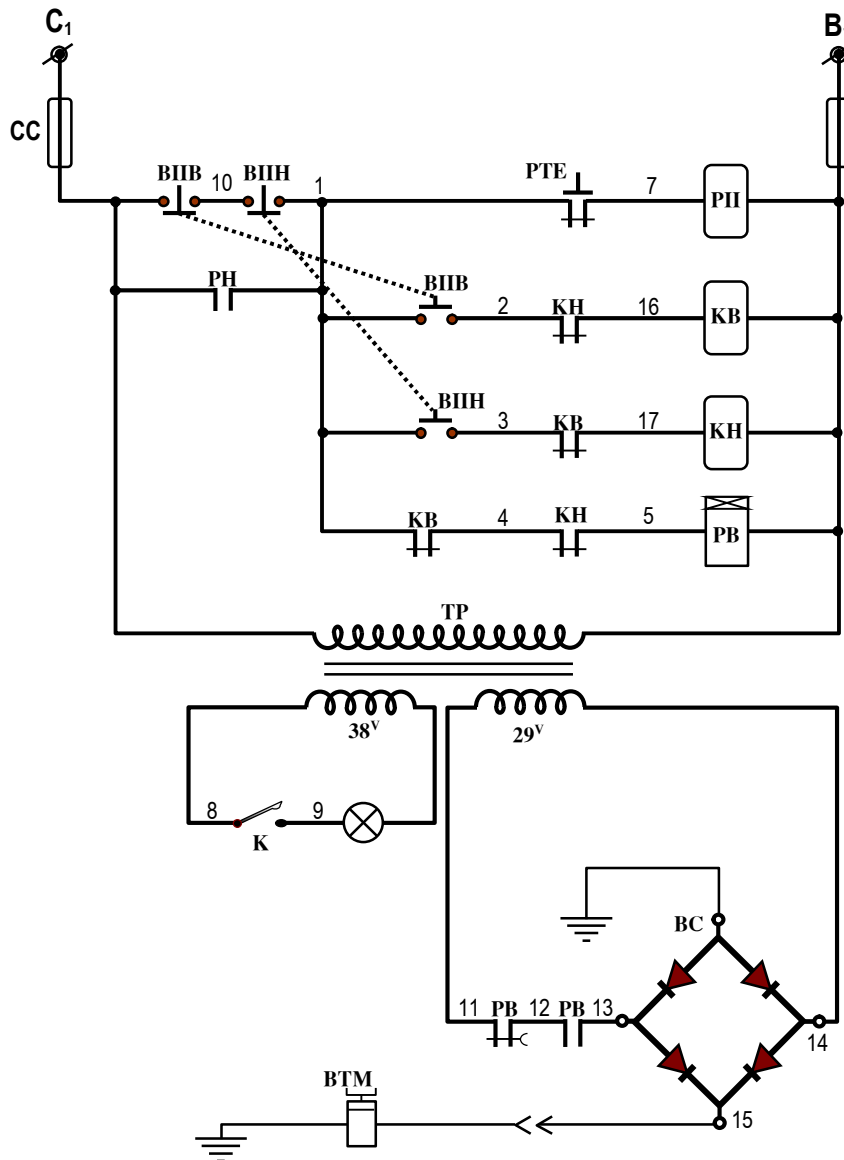 C₁ B
CC
ВПВ 10 ВПН 1 РТЕ 7 РП
РН ВПВ 2 КН 16 КВ
ВПН 3 КВ 17 КН
КВ 4 КН 5 РВ
ТР
38ⱽ 29ⱽ
8 9
К
ВС
11 РВ 12 РВ 13 14
ВТМ
15